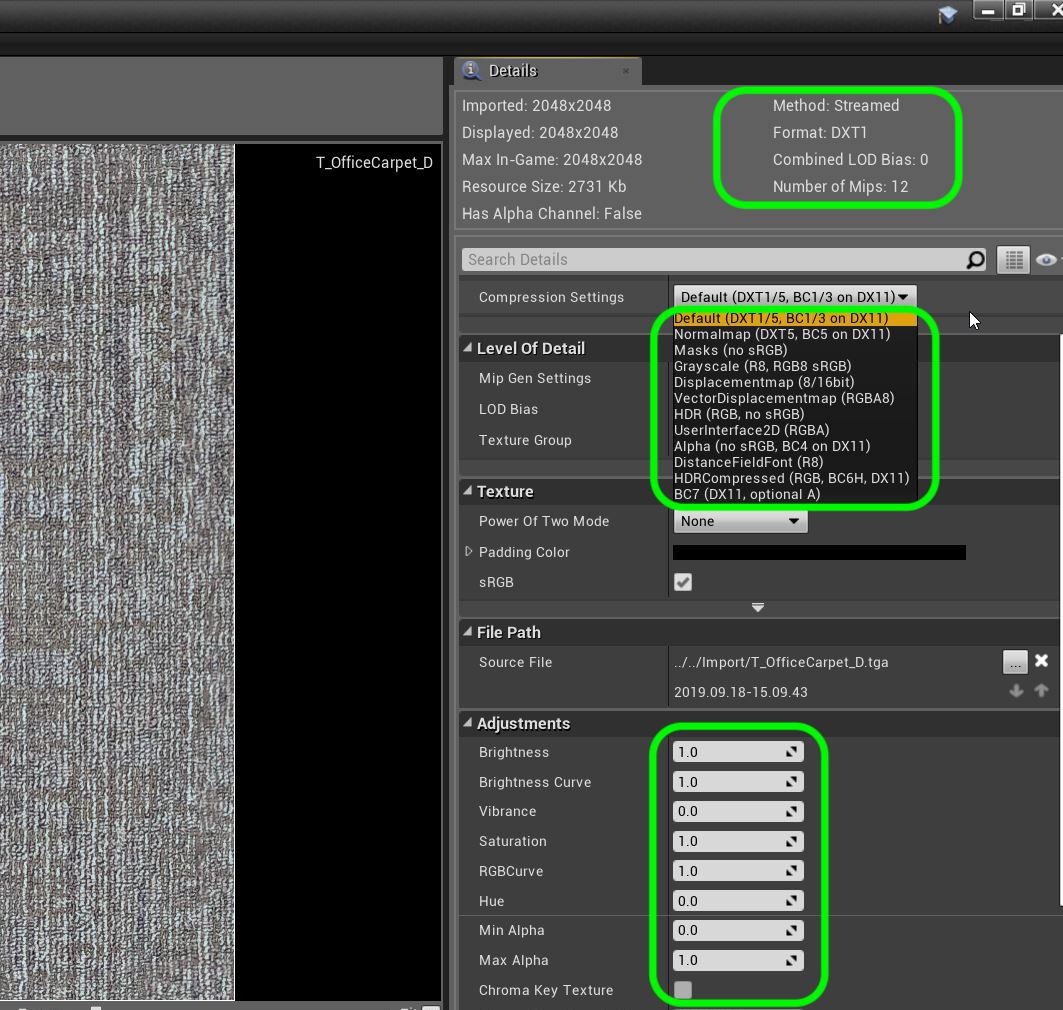 Details
Imported: 2048x2048
Method: Streamed
Displayed: 2048x2048
Format: DXT1
Max In-Game: 2048x2048
Combined LOD Bias: 0
Resource Size: 2731 Kb
Number of Mips: 12
Has Alpha Channel: False
T_OfficeCarpet_D
Search Details
Compression Settings
Default (DXT1/5, BC1/3 on DX11)
Default (DXT1/5, BC1/3 on DX11)
Normalmap (DXT5, BC5 on DX11)
Masks (no sRGB)
Grayscale (R8, RGB8 sRGB)
Displacementmap (8/16bit)
VectorDisplacementmap (RGBA8)
HDR (RGB, no sRGB)
UserInterface2D (RGBA)
Alpha (no sRGB, BC4 on DX11)
DistanceFieldFont (R8)
HDRCompressed (RGB, BC6H, DX11)
BC7 (DX11, optional A)
Level Of Detail
Mip Gen Settings
LOD Bias
Texture Group
Texture
Power Of Two Mode
None
Padding Color
sRGB
File Path
Source File
../../Import/T_OfficeCarpet_D.tga
...
2019.09.18-15.09.43
Adjustments
Brightness
1.0
Brightness Curve
1.0
Vibrance
0.0
Saturation
1.0
RGBCurve
1.0
Hue
0.0
Min Alpha
0.0
Max Alpha
1.0
Chroma Key Texture